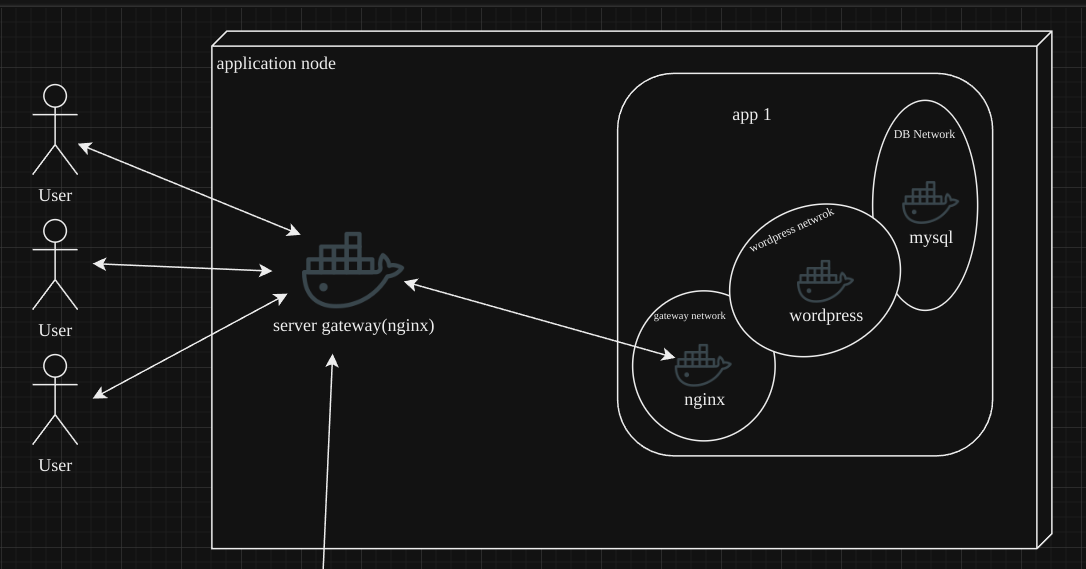 application node
app 1
DB Network
User
wordpress netwrok
mysql
User
server gateway(nginx)
gateway network
wordpress
nginx
User